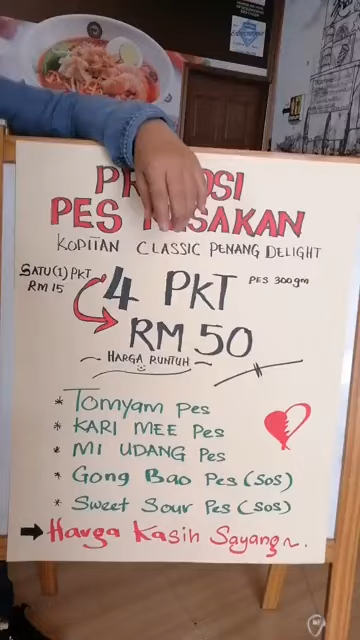 PES
KOPITAN CLASSIC PENANG DELIGHT
SATU(1) PKT
RM 15
4 PKT
PES 300gm
RM 50
~ HARGA RUNTUH ~
* Tomyam Pes
* KARI MEE Pes
* MI UDANG Pes
* Gong Bao Pes (SOS)
* Sweet Sour Pes (SOS)
Harga Kasih Sayang ~.